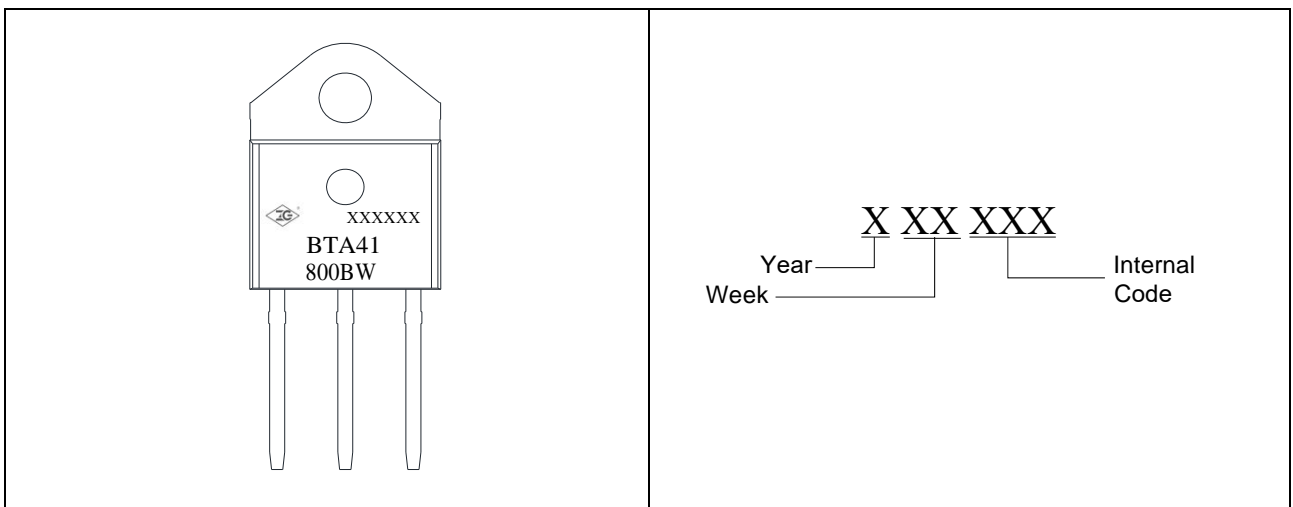 XXXXXX
BTA41
800BW
X XX XXX
Year
Week
Internal
Code